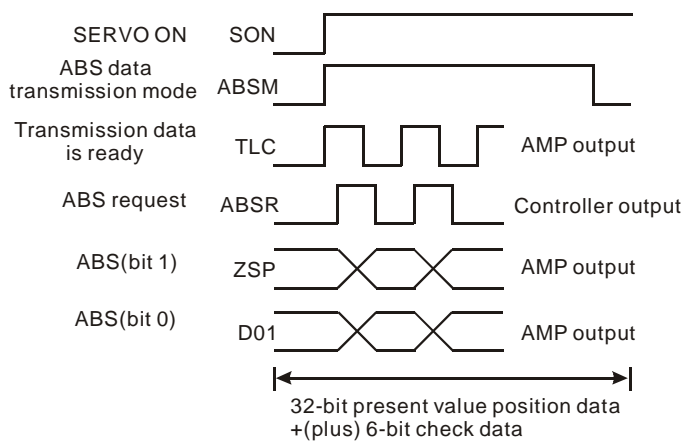 SERVO ON SON
ABS data
transmission mode ABSM
Transmission data
is ready TLC AMP output
ABS request ABSR Controller output
ABS(bit 1) ZSP AMP output
ABS(bit 0) D01 AMP output
32-bit present value position data
+(plus) 6-bit check data